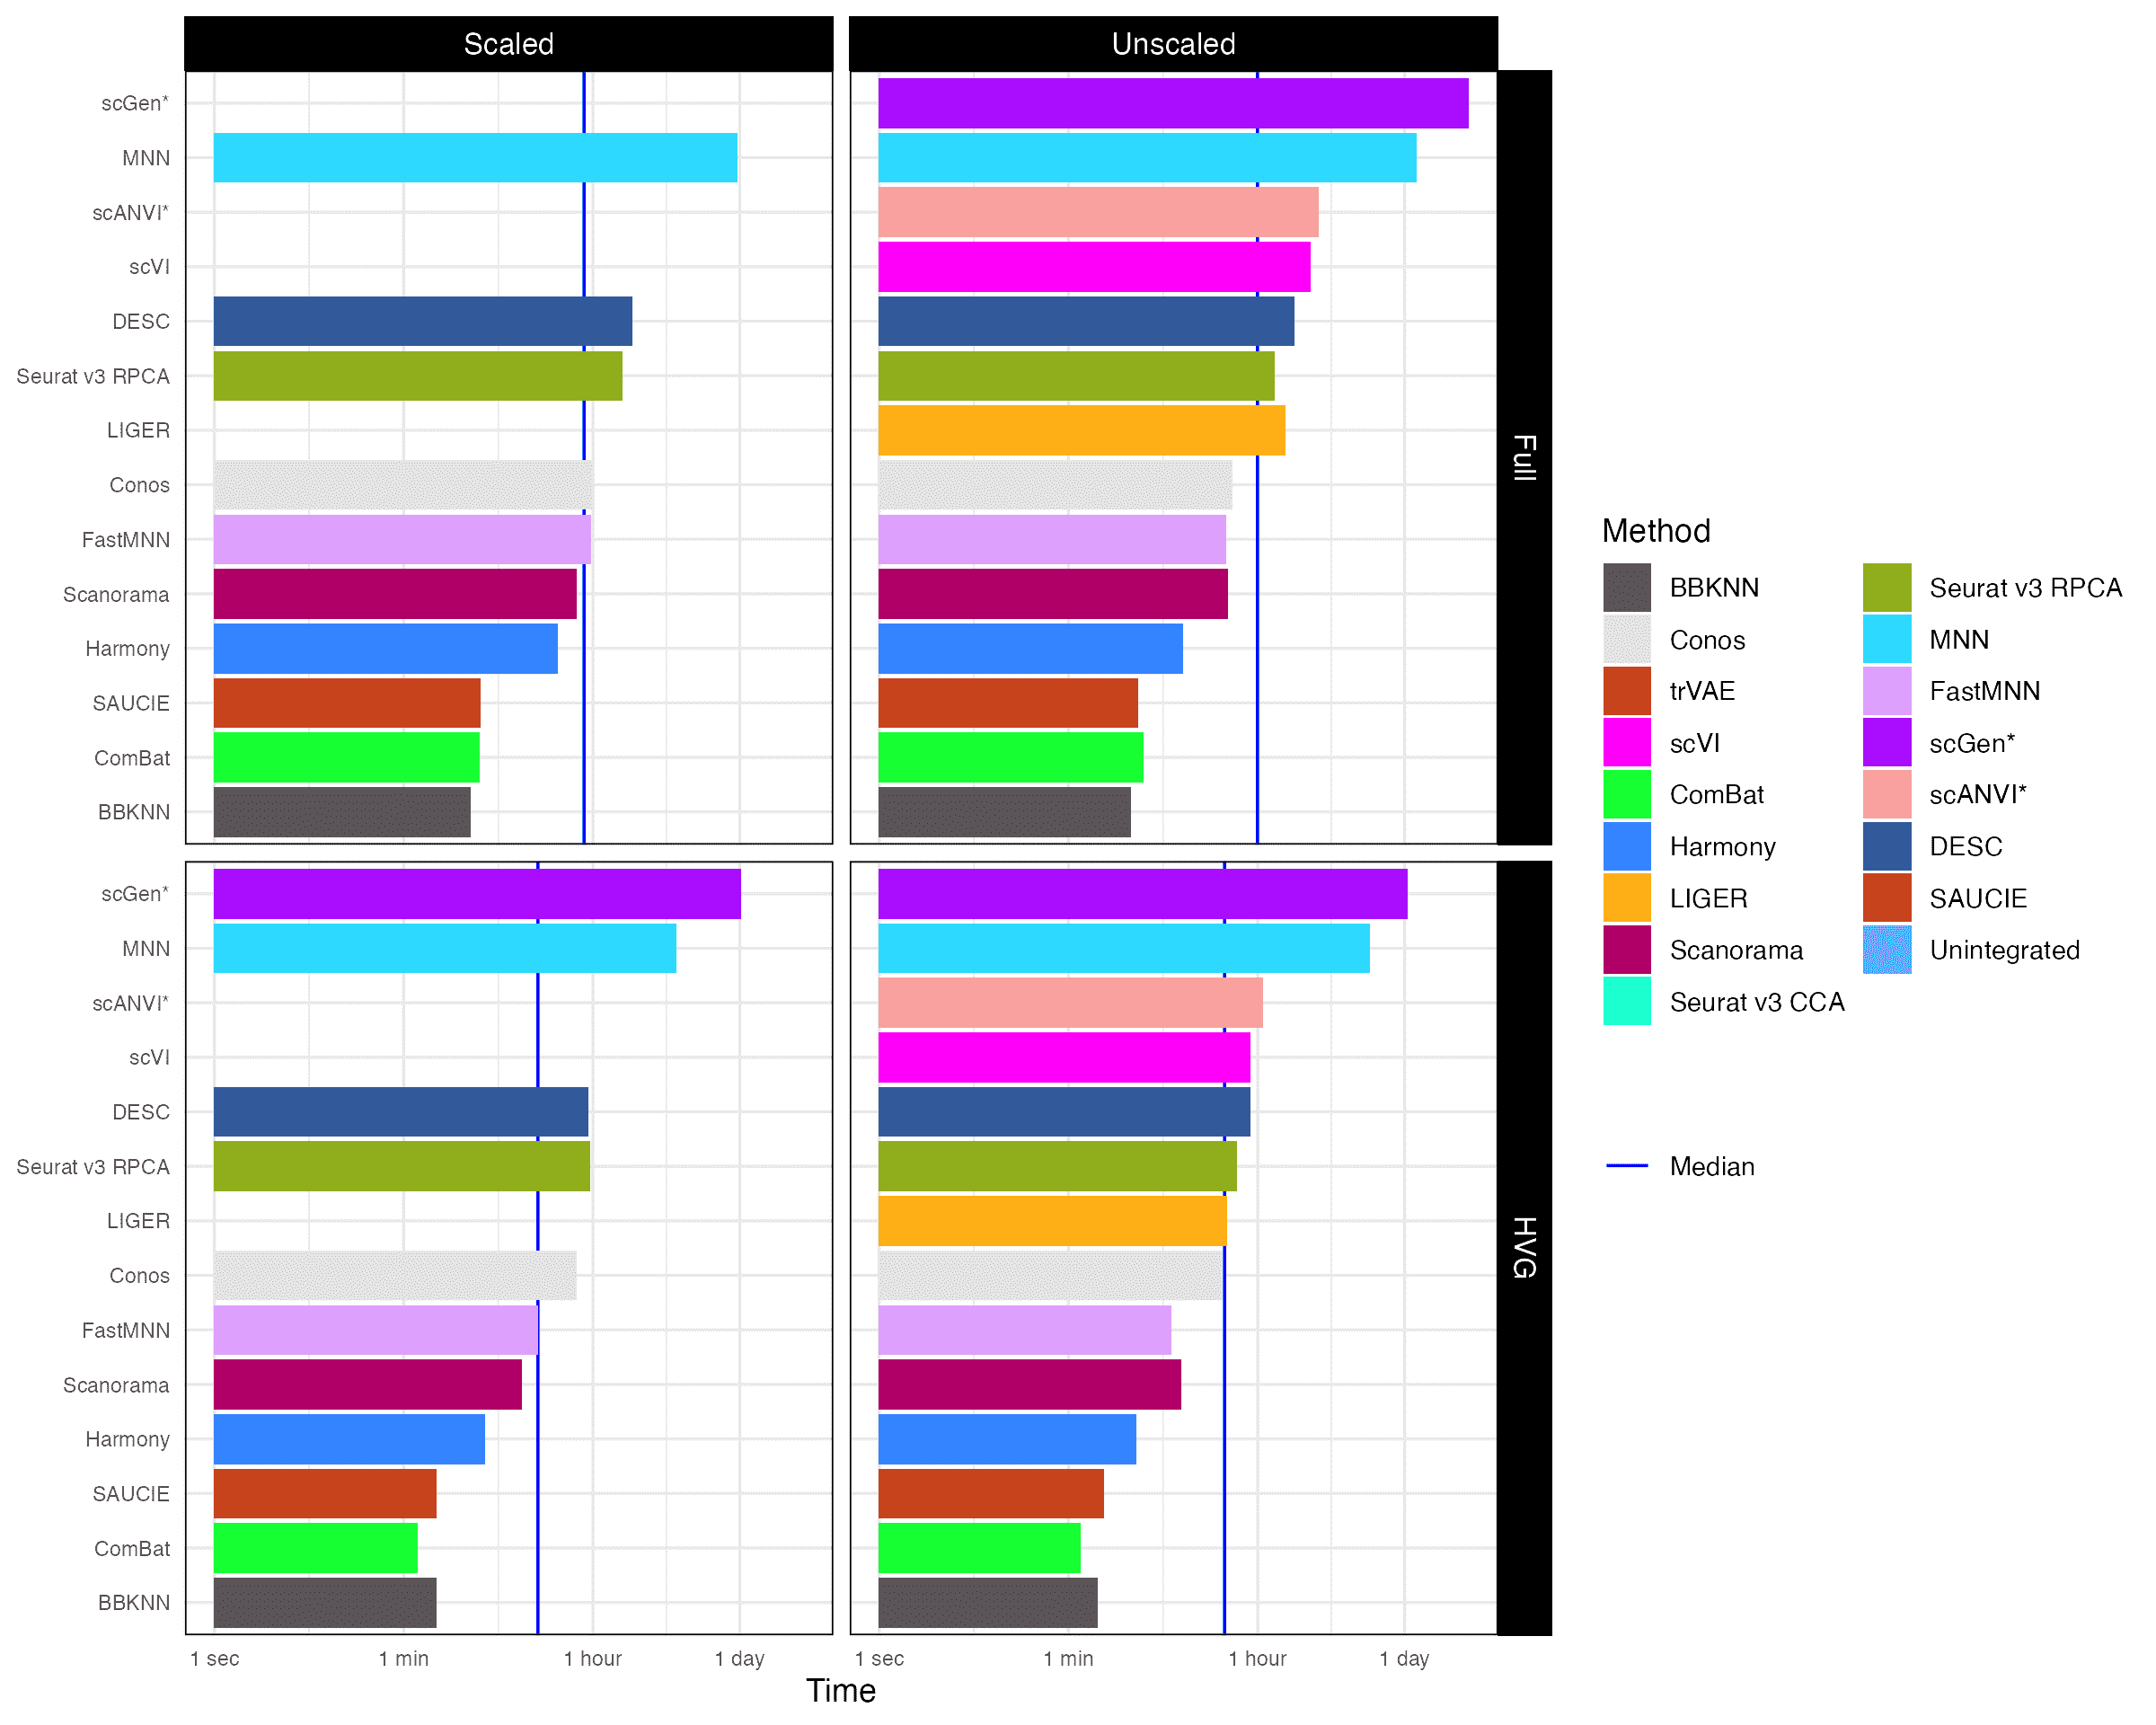 Scaled
Unscaled
scGen*
MNN
scANVI*
scVI
DESC
Seurat v3 RPCA
LIGER
Conos
FastMNN
Scanorama
Harmony
SAUCIE
ComBat
BBKNN
Full
scGen*
MNN
scANVI*
scVI
DESC
Seurat v3 RPCA
LIGER
Conos
FastMNN
Scanorama
Harmony
SAUCIE
ComBat
BBKNN
HVG
1 sec 1 min 1 hour 1 day
1 sec 1 min 1 hour 1 day
Time
Method
BBKNN
Conos
trVAE
scVI
ComBat
Harmony
LIGER
Scanorama
Seurat v3 CCA
Seurat v3 RPCA
MNN
FastMNN
scGen*
scANVI*
DESC
SAUCIE
Unintegrated
Median